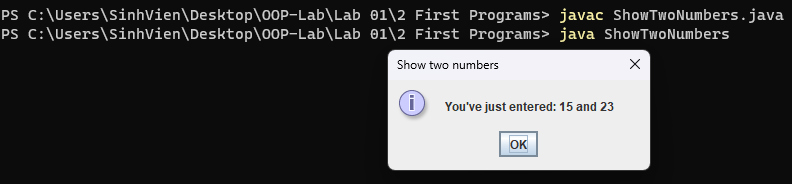 PS C:\Users\SinhVien\Desktop\OOP-Lab\Lab 01\2 First Programs> javac ShowTwoNumbers.java
PS C:\Users\SinhVien\Desktop\OOP-Lab\Lab 01\2 First Programs> java ShowTwoNumbers
Show two numbers
You've just entered: 15 and 23
OK